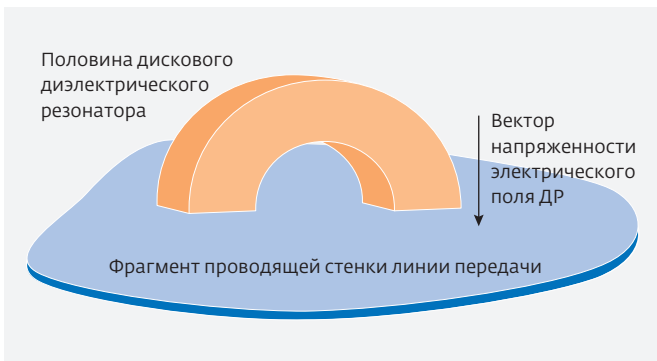 Половина дискового
диэлектрического
резонатора
Вектор
напряженности
электрического
поля ДР
Фрагмент проводящей стенки линии передачи